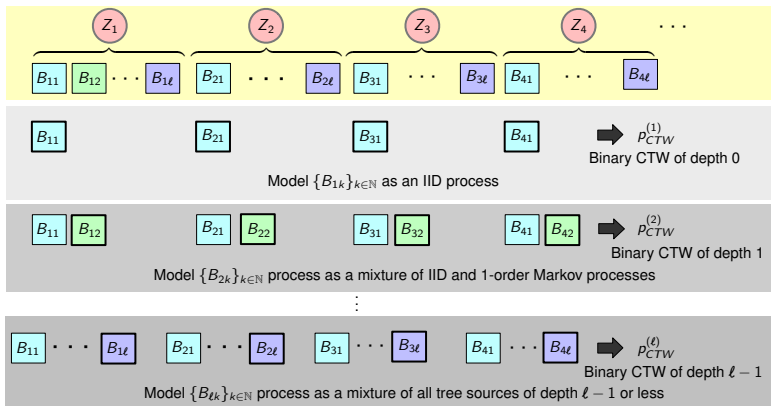 Z₁ Z₂ Z₃ Z₄ ···
B₁₁ B₁₂ ··· B₁ℓ B₂₁ ··· B₂ℓ B₃₁ ··· B₃ℓ B₄₁ ··· B₄ℓ
B₁₁ B₂₁ B₃₁ B₄₁ p_{CTW}^{(1)}
Binary CTW of depth 0
Model {B₁ₖ}ₖ∈ℕ as an IID process
B₁₁ B₁₂ B₂₁ B₂₂ B₃₁ B₃₂ B₄₁ B₄₂ p_{CTW}^{(2)}
Binary CTW of depth 1
Model {B₂ₖ}ₖ∈ℕ process as a mixture of IID and 1-order Markov processes
⋮
B₁₁ ··· B₁ℓ B₂₁ ··· B₂ℓ B₃₁ ··· B₃ℓ B₄₁ ··· B₄ℓ p_{CTW}^{(ℓ)}
Binary CTW of depth ℓ − 1
Model {Bℓₖ}ₖ∈ℕ process as a mixture of all tree sources of depth ℓ − 1 or less